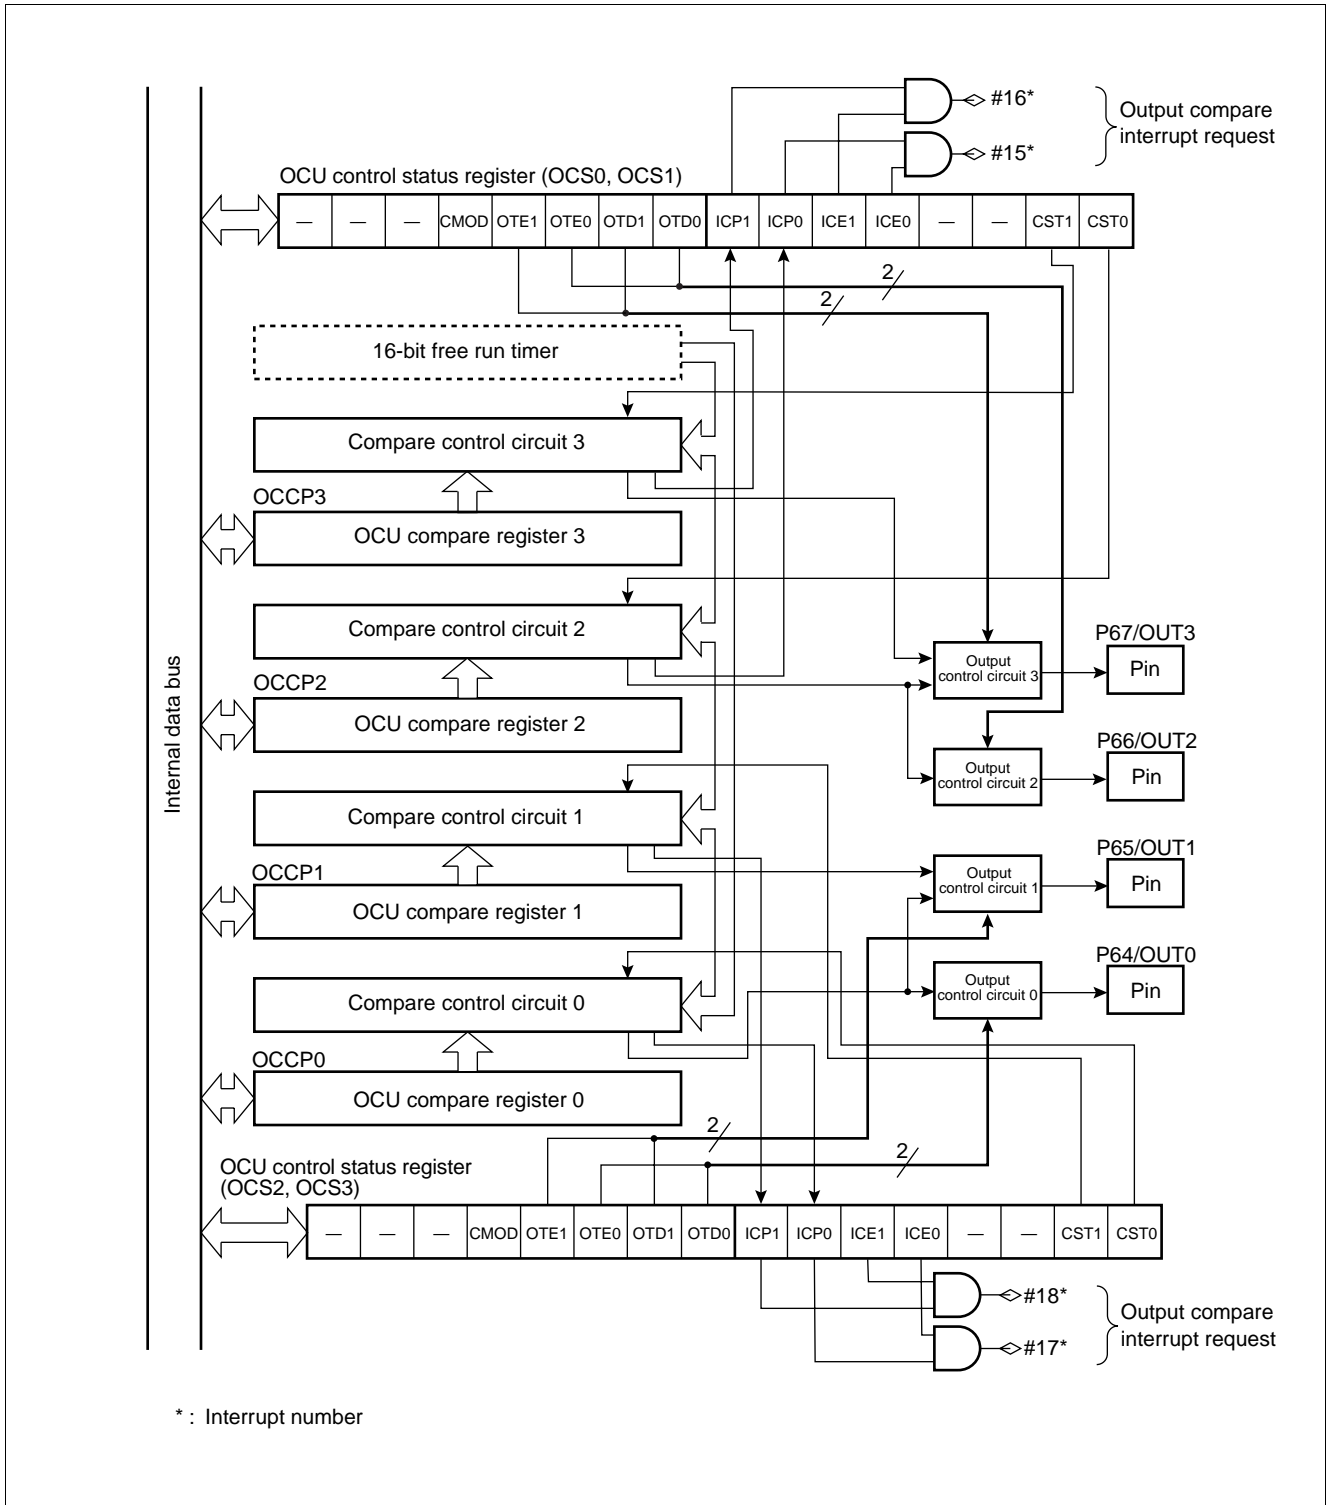 #16*
Output compare
interrupt request
#15*
OCU control status register (OCS0, OCS1)
— — — CMOD OTE1 OTE0 OTD1 OTD0 ICP1 ICP0 ICE1 ICE0 — — CST1 CST0
2
2
16-bit free run timer
Compare control circuit 3
OCCP3
OCU compare register 3
Compare control circuit 2
OCCP2
OCU compare register 2
Output
control circuit 3
P67/OUT3
Pin
Output
control circuit 2
P66/OUT2
Pin
Internal data bus
Compare control circuit 1
OCCP1
OCU compare register 1
Output
control circuit 1
P65/OUT1
Pin
Compare control circuit 0
OCCP0
OCU compare register 0
Output
control circuit 0
P64/OUT0
Pin
2
2
OCU control status register
(OCS2, OCS3)
— — — CMOD OTE1 OTE0 OTD1 OTD0 ICP1 ICP0 ICE1 ICE0 — — CST1 CST0
#18*
Output compare
interrupt request
#17*
* : Interrupt number